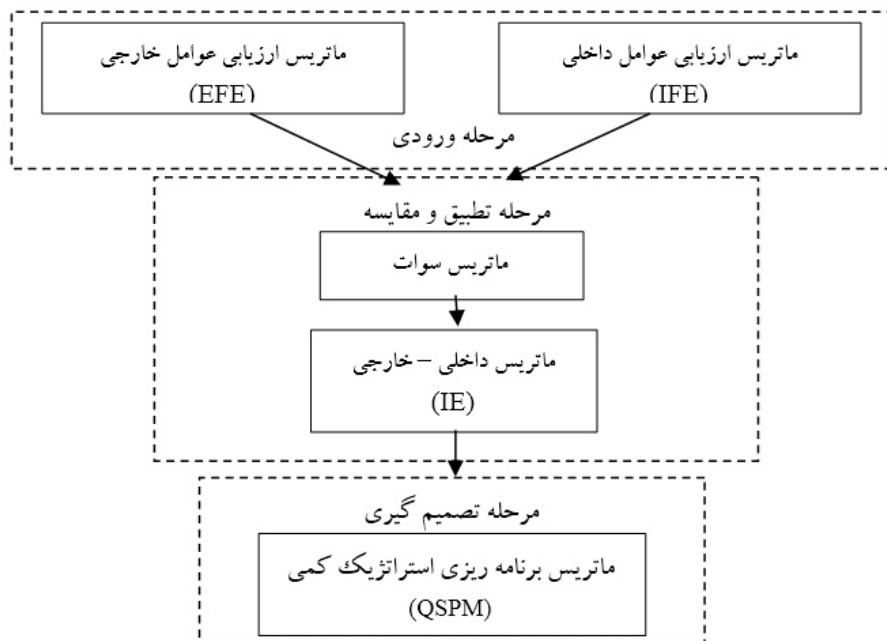 ماتریس ارزیابی عوامل داخلی
(IFE)
ماتریس ارزیابی عوامل خارجی
(EFE)
مرحله ورودی
مرحله تطبیق و مقایسه
ماتریس سوات
ماتریس داخلی – خارجی
(IE)
مرحله تصمیم گیری
ماتریس برنامه ریزی استراتژیک کمی
(QSPM)